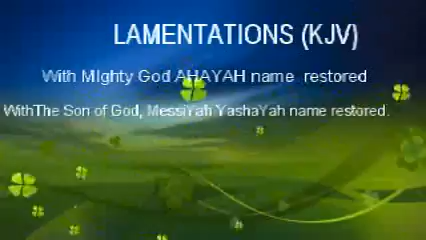 LAMENTATIONS (KJV)
With MIghty God AHAYAH name restored
WithThe Son of God, MessiYah YashaYah name restored.